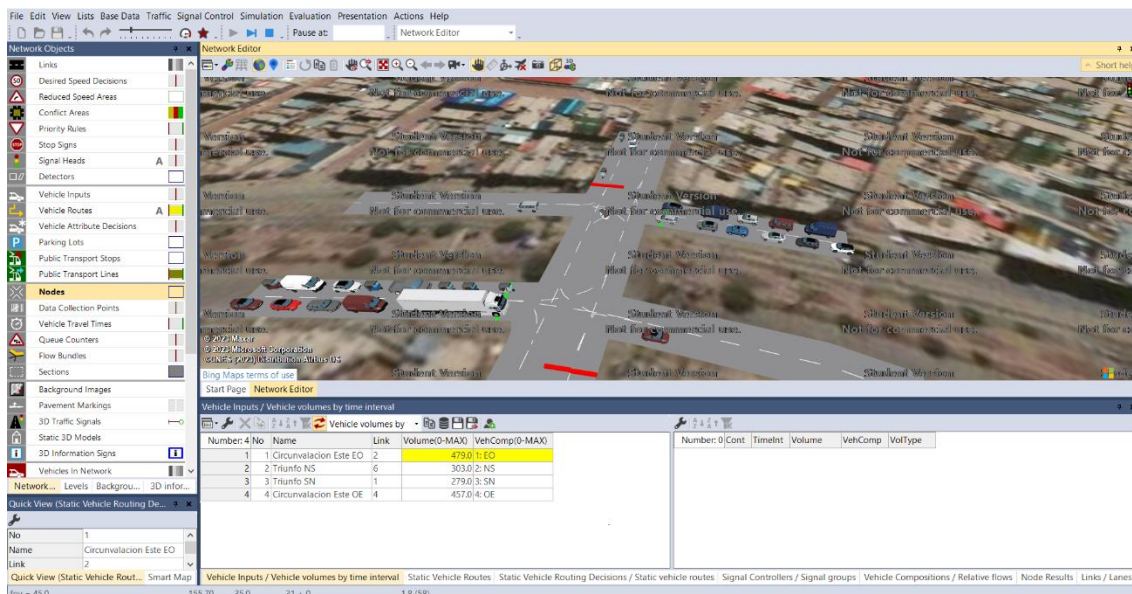 File Edit View Lists Base Data Traffic Signal Control Simulation Evaluation Presentation Actions Help
Pause at: Network Editor
Network Objects
Links
Desired Speed Decisions
Reduced Speed Areas
Conflict Areas
Priority Rules
Stop Signs
Signal Heads A
Detectors
Vehicle Inputs
Vehicle Routes A
Vehicle Attribute Decisions
Parking Lots
Public Transport Stops
Public Transport Lines
Nodes
Data Collection Points
Vehicle Travel Times
Queue Counters
Flow Bundles
Sections
Background Images
Pavement Markings
3D Traffic Signals
Static 3D Models
3D Information Signs
Vehicles In Network
Network... Levels Backgrou... 3D infor...
Quick View (Static Vehicle Routing De...
No 1
Name Circunvalacion Este EO
Link 2
Quick View (Static Vehicle Rout... Smart Map
Network Editor
Short help
Version Student Version
Not for commercial use.
© 2023 Maxar
© 2023 Microsoft Corporation
©CNES (2023) Distribution Airbus DS
Bing Maps terms of use
Microsoft
Start Page Network Editor
Vehicle Inputs / Vehicle volumes by time interval
Vehicle volumes by
Number: 4 No Name Link Volume(0-MAX) VehComp(0-MAX)
1 1 Circunvalacion Este EO 2 479.0 1: EO
2 2 Triunfo NS 6 303.0 2: NS
3 3 Triunfo SN 1 279.0 3: SN
4 4 Circunvalacion Este OE 4 457.0 4: OE
Number: 0 Cont TimeInt Volume VehComp VolType
Vehicle Inputs / Vehicle volumes by time interval Static Vehicle Routes Static Vehicle Routing Decisions / Static vehicle routes Signal Controllers / Signal groups Vehicle Compositions / Relative flows Node Results Links / Lanes